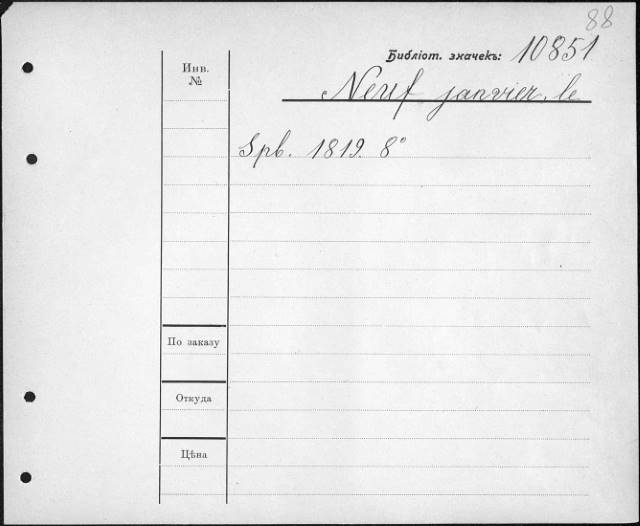 88
Библіот. значекъ: 10851
Инв.
№
Neuf janvier, le
Spb. 1819. 8°
По заказу
Откуда
Цѣна